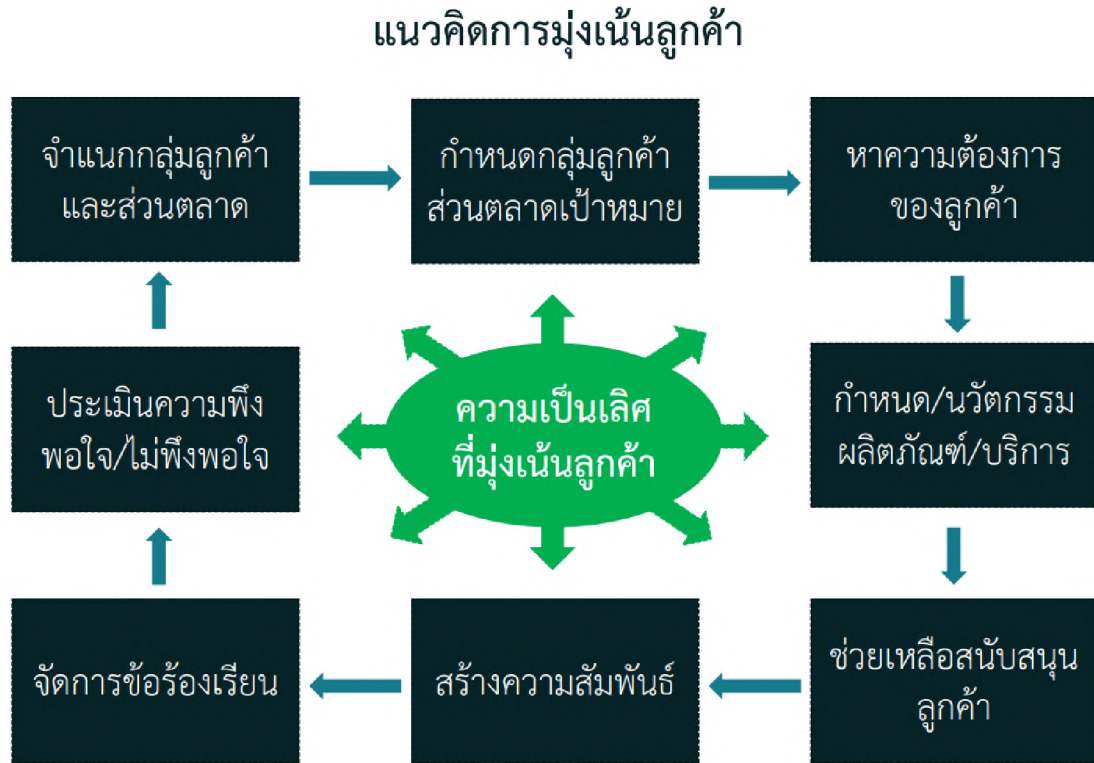 แนวคิดการมุ่งเน้นลูกค้า
จำแนกกลุ่มลูกค้า
และส่วนตลาด
กำหนดกลุ่มลูกค้า
ส่วนตลาดเป้าหมาย
หาความต้องการ
ของลูกค้า
ประเมินความพึง
พอใจ/ไม่พึงพอใจ
ความเป็นเลิศ
ที่มุ่งเน้นลูกค้า
กำหนด/นวัตกรรม
ผลิตภัณฑ์/บริการ
จัดการข้อร้องเรียน
สร้างความสัมพันธ์
ช่วยเหลือสนับสนุน
ลูกค้า